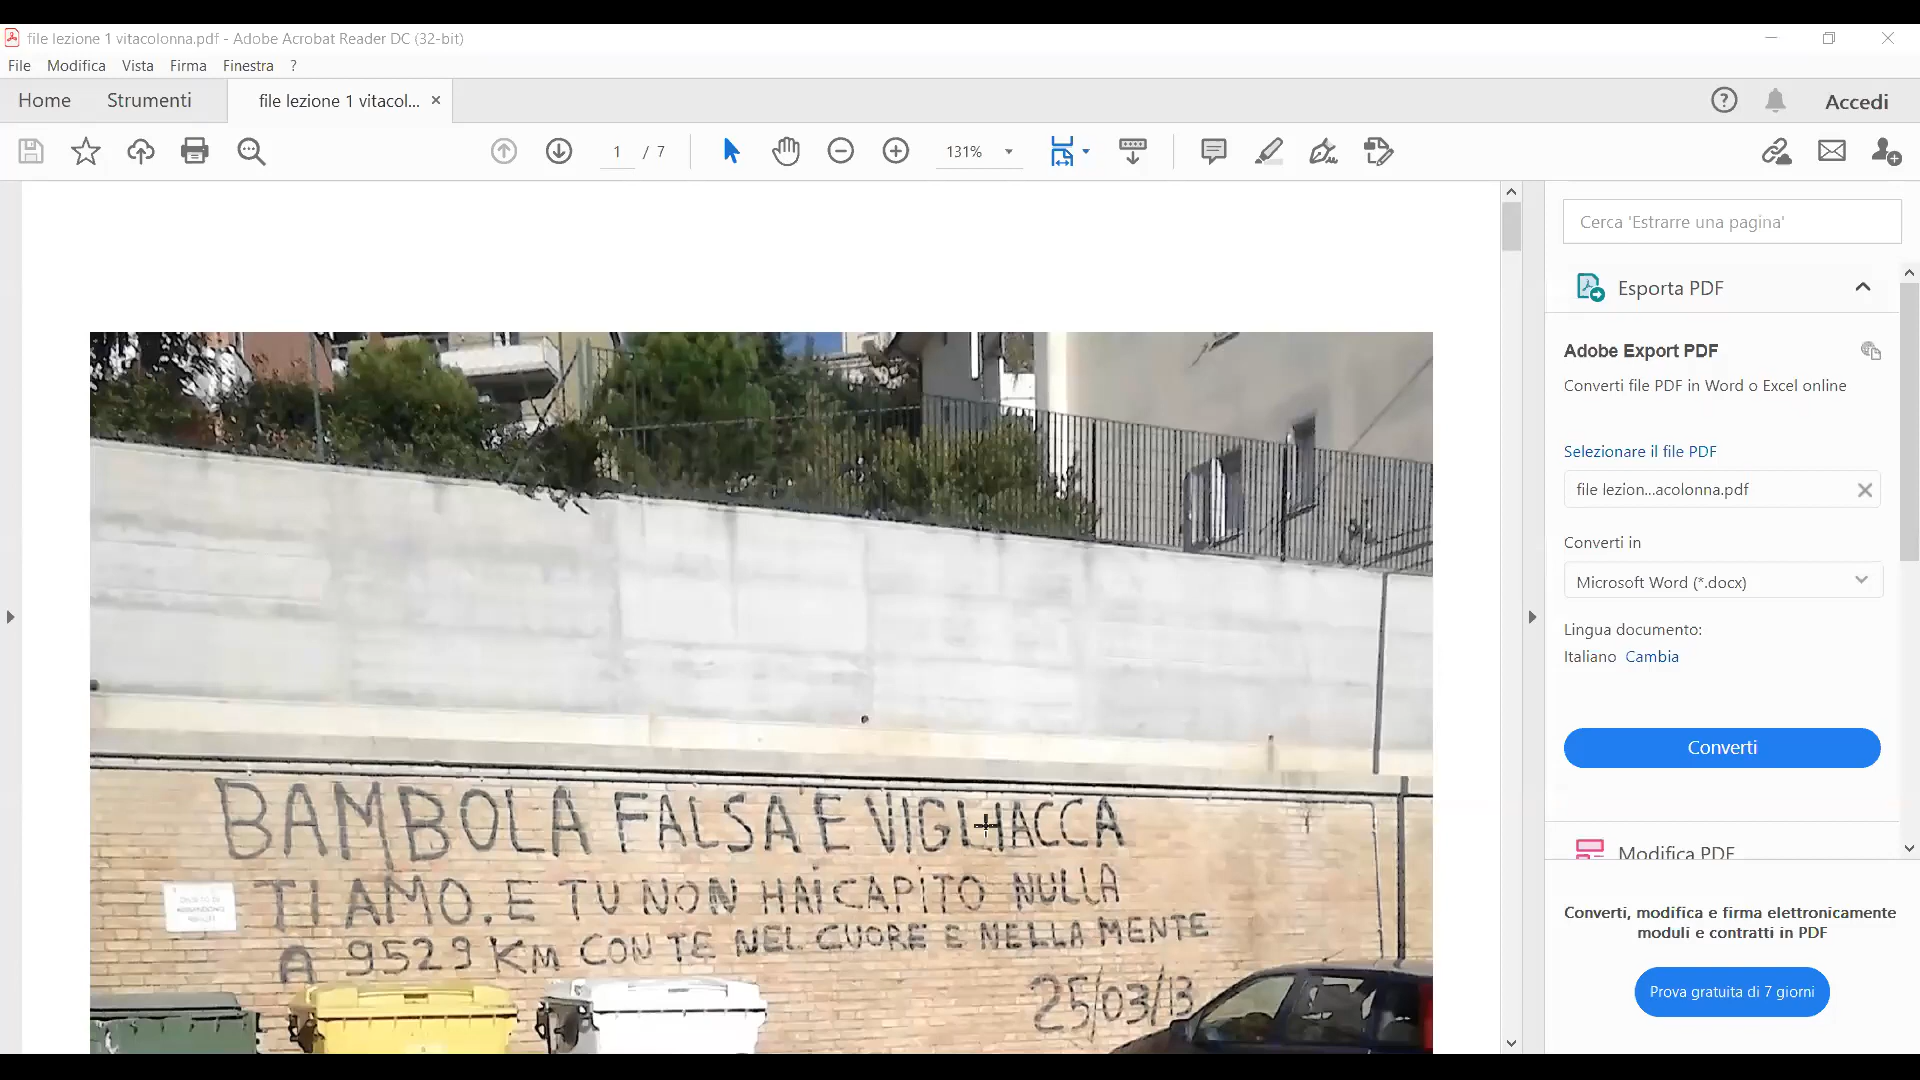 file lezione 1 vitacolonna.pdf - Adobe Acrobat Reader DC (32-bit)
File Modifica Vista Firma Finestra ?
Home Strumenti file lezione 1 vitacol... × Accedi
1 / 7 131%
Cerca 'Estrarre una pagina'
Esporta PDF
Adobe Export PDF
Converti file PDF in Word o Excel online
Selezionare il file PDF
file lezion...acolonna.pdf
Converti in
Microsoft Word (*.docx)
Lingua documento:
Italiano Cambia
Converti
Modifica PDF
Converti, modifica e firma elettronicamente
moduli e contratti in PDF
Prova gratuita di 7 giorni
BAMBOLA FALSA E VIGLIACCA
TI AMO. E TU NON HAI CAPITO NULLA
A 9529 KM CON TE NEL CUORE E NELLA MENTE
25/03/13